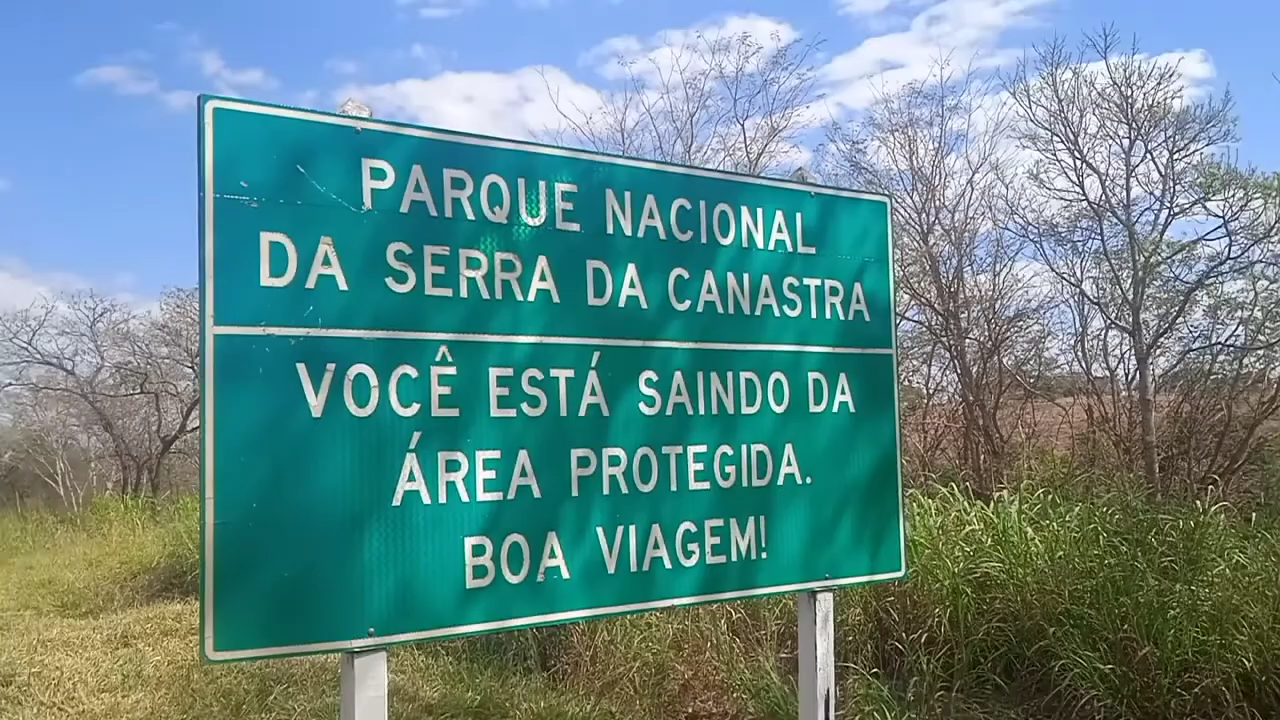 PARQUE NACIONAL
DA SERRA DA CANASTRA
VOCÊ ESTÁ SAINDO DA
ÁREA PROTEGIDA.
BOA VIAGEM!